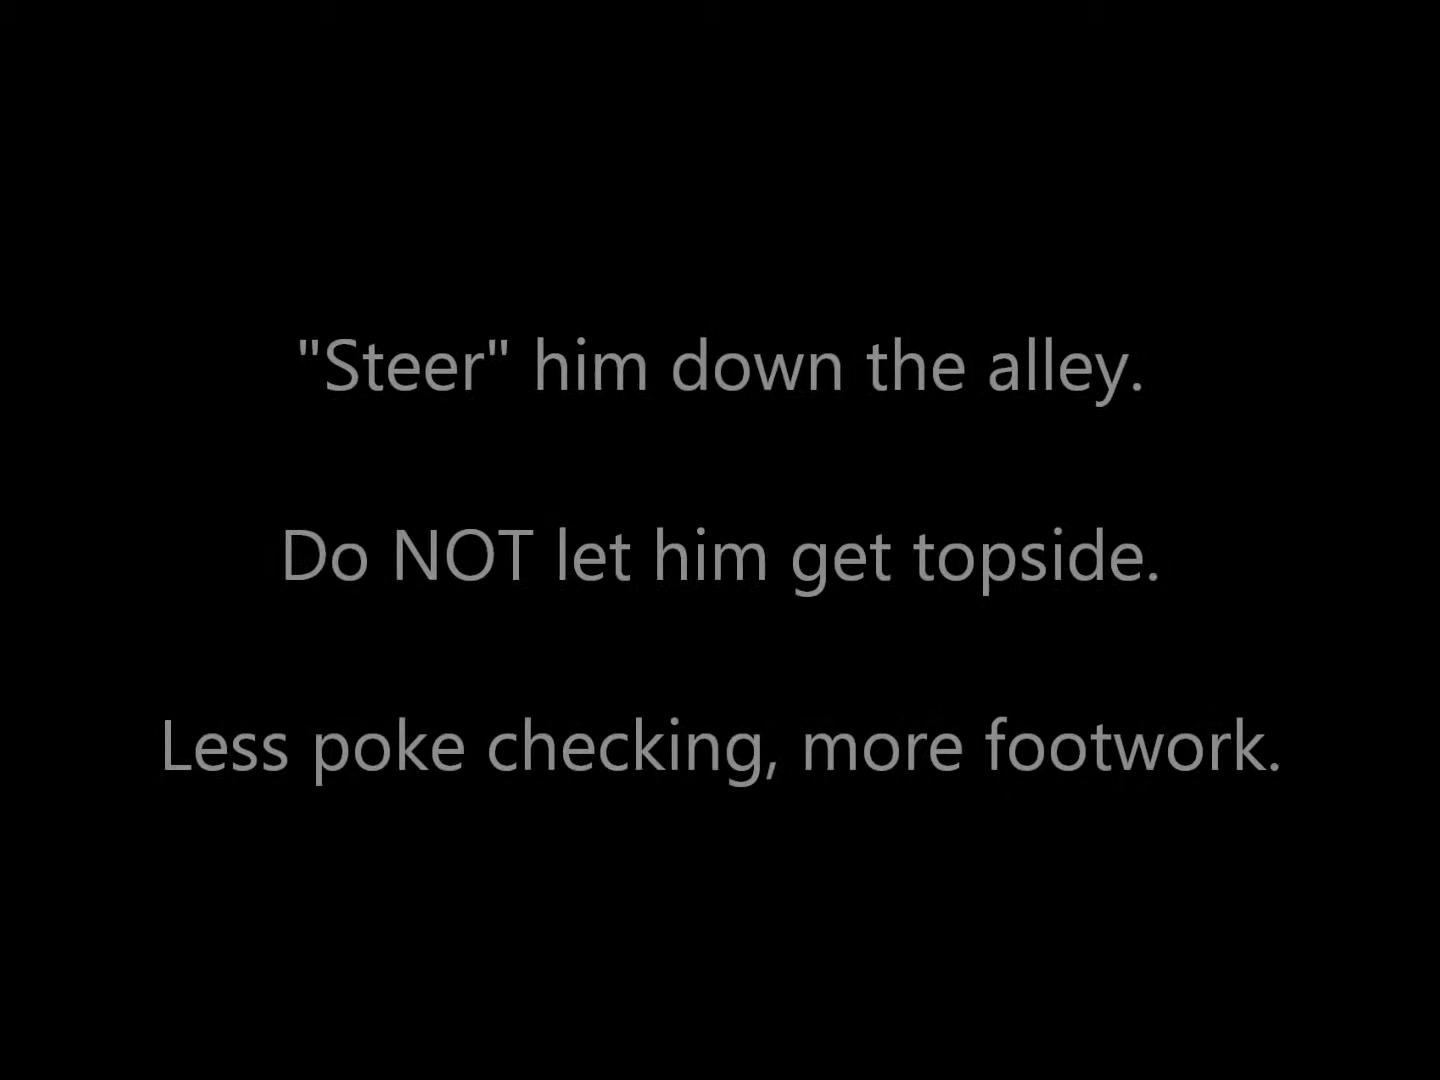 "Steer" him down the alley.
Do NOT let him get topside.
Less poke checking, more footwork.